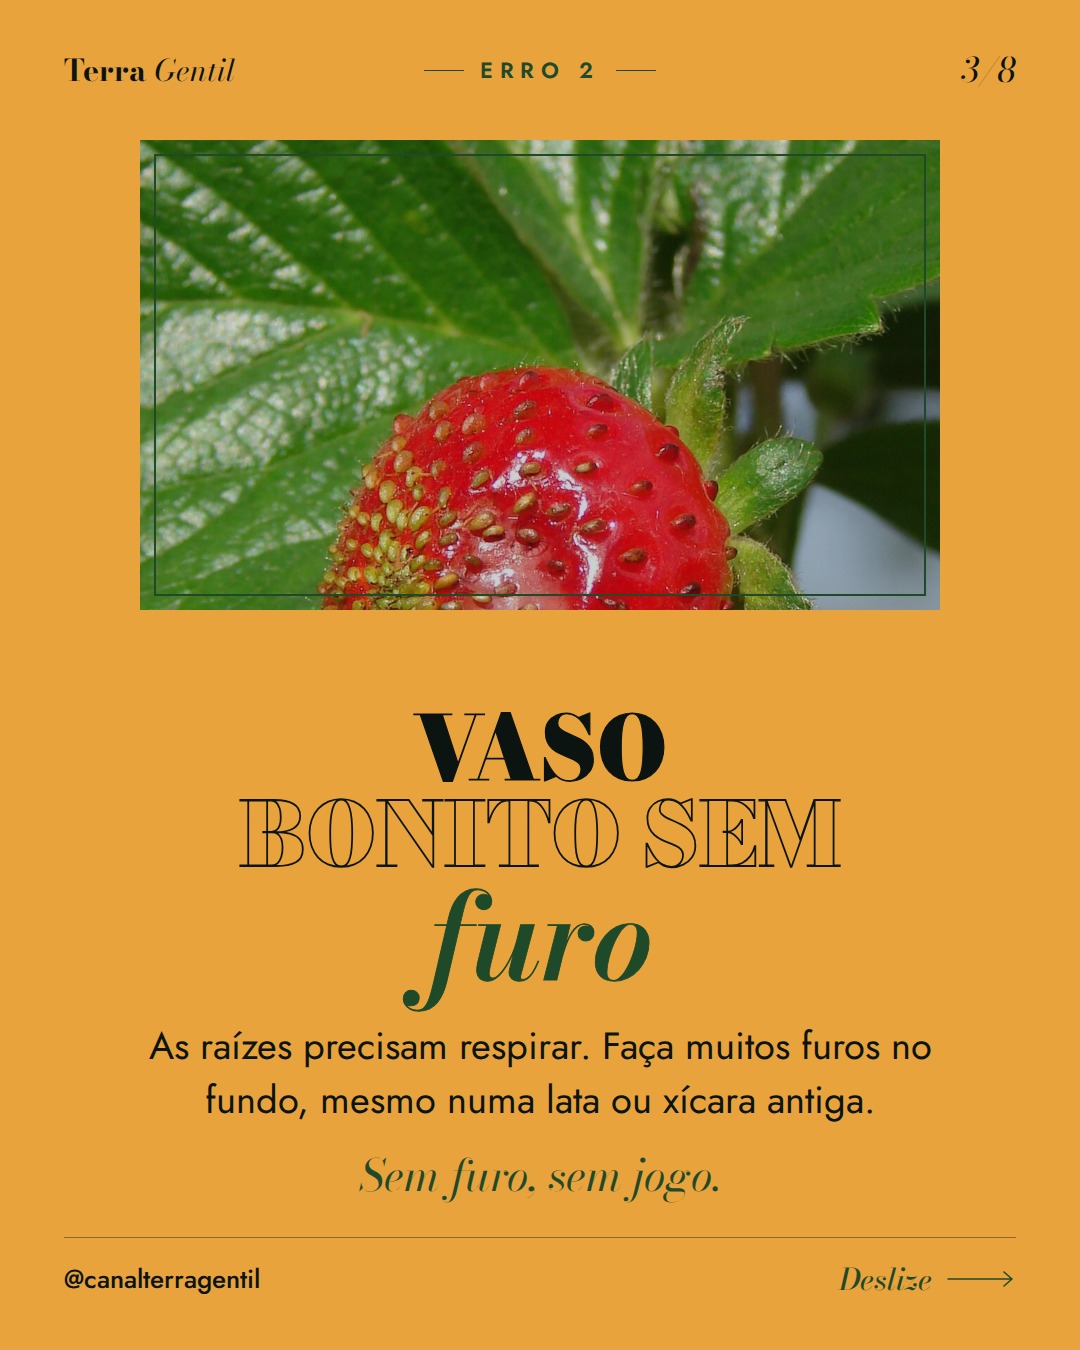 Terra Gentil
ERRO 2
3/8
VASO
BONITO SEM
furo
As raízes precisam respirar. Faça muitos furos no
fundo, mesmo numa lata ou xícara antiga.
Sem furo, sem jogo.
@canalterragentil
Deslize